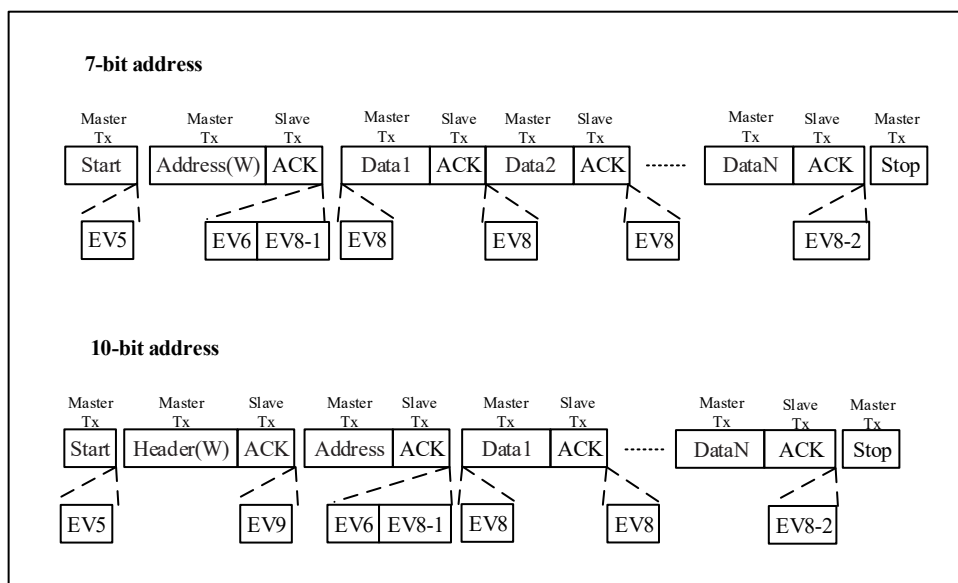 7-bit address
Master Master Slave Master Slave Master Slave Master Slave Master
Tx Tx Tx Tx Tx Tx Tx Tx Tx Tx
Start Address(W) ACK Data1 ACK Data2 ACK DataN ACK Stop
EV5 EV6 EV8-1 EV8 EV8 EV8 EV8-2
10-bit address
Master Master Slave Master Slave Master Slave Master Slave Master
Tx Tx Tx Tx Tx Tx Tx Tx Tx Tx
Start Header(W) ACK Address ACK Data1 ACK DataN ACK Stop
EV5 EV9 EV6 EV8-1 EV8 EV8 EV8-2